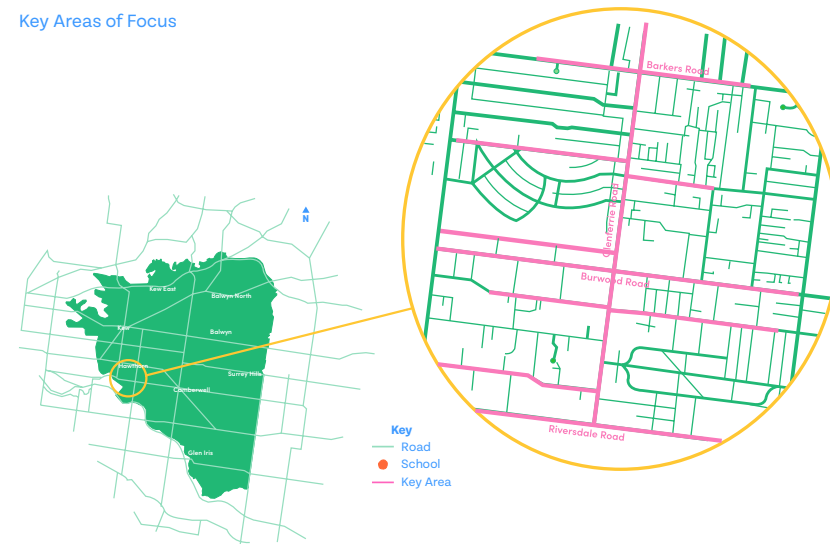 Key Areas of Focus
Barkers Road
Glenferrie Road
Burwood Road
Riversdale Road
N
Kew East
Balwyn North
Kew
Balwyn
Hawthorn
Surrey Hills
Camberwell
Glen Iris
Key
Road
School
Key Area